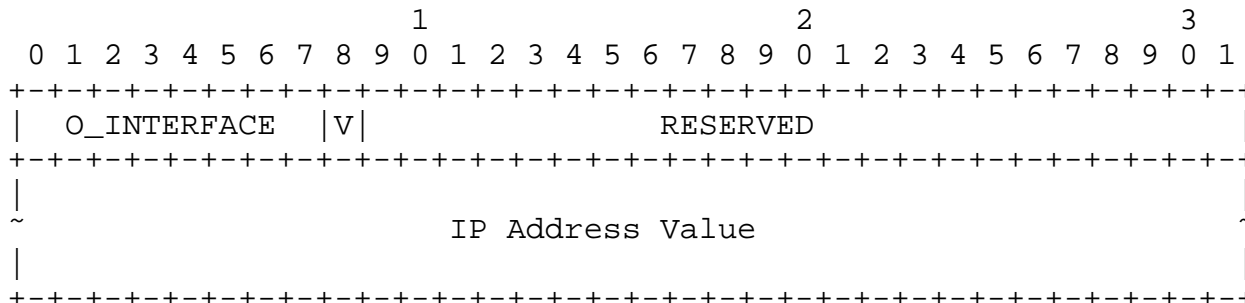 1                   2                   3
 0 1 2 3 4 5 6 7 8 9 0 1 2 3 4 5 6 7 8 9 0 1 2 3 4 5 6 7 8 9 0 1
+-+-+-+-+-+-+-+-+-+-+-+-+-+-+-+-+-+-+-+-+-+-+-+-+-+-+-+-+-+-+-+-+
|  O_INTERFACE  |V|               RESERVED                      |
+-+-+-+-+-+-+-+-+-+-+-+-+-+-+-+-+-+-+-+-+-+-+-+-+-+-+-+-+-+-+-+-+
|                                                               |
~                      IP Address Value                         ~
|                                                               |
+-+-+-+-+-+-+-+-+-+-+-+-+-+-+-+-+-+-+-+-+-+-+-+-+-+-+-+-+-+-+-+-+